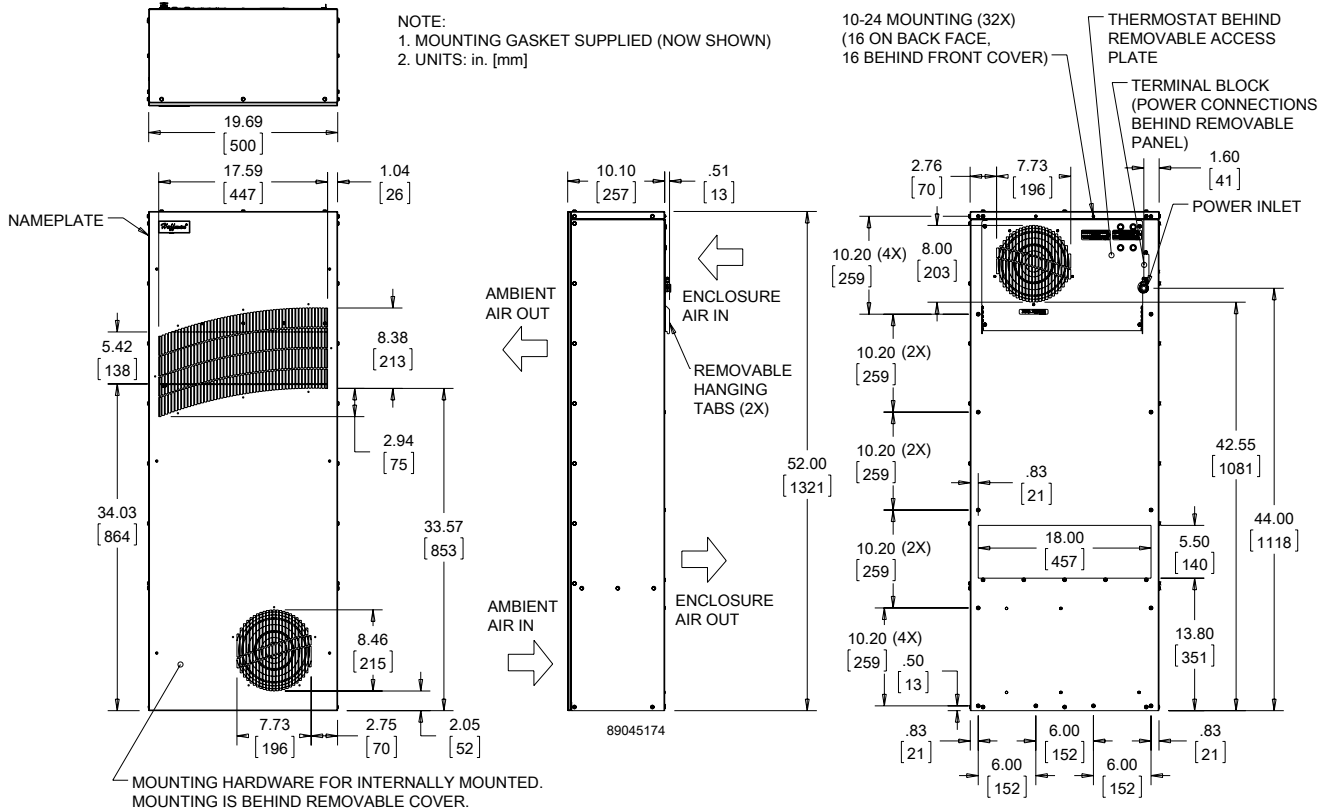 NOTE:
1. MOUNTING GASKET SUPPLIED (NOW SHOWN)
2. UNITS: in. [mm]
10-24 MOUNTING (32X)
(16 ON BACK FACE,
16 BEHIND FRONT COVER)
THERMOSTAT BEHIND
REMOVABLE ACCESS
PLATE
TERMINAL BLOCK
(POWER CONNECTIONS
BEHIND REMOVABLE
PANEL)
19.69
[500]
17.59
[447]
1.04
[26]
NAMEPLATE
Hoffman
5.42
[138]
8.38
[213]
2.94
[75]
34.03
[864]
33.57
[853]
8.46
[215]
7.73
[196]
2.75
[70]
2.05
[52]
MOUNTING HARDWARE FOR INTERNALLY MOUNTED.
MOUNTING IS BEHIND REMOVABLE COVER.
10.10
[257]
.51
[13]
AMBIENT
AIR OUT
ENCLOSURE
AIR IN
REMOVABLE
HANGING
TABS (2X)
52.00
[1321]
AMBIENT
AIR IN
ENCLOSURE
AIR OUT
89045174
2.76
[70]
7.73
[196]
1.60
[41]
POWER INLET
10.20 (4X)
[259]
8.00
[203]
10.20 (2X)
[259]
10.20 (2X)
[259]
.83
[21]
42.55
[1081]
44.00
[1118]
10.20 (2X)
[259]
18.00
[457]
5.50
[140]
10.20 (4X)
[259]
.50
[13]
13.80
[351]
.83
[21]
6.00
[152]
6.00
[152]
6.00
[152]
.83
[21]